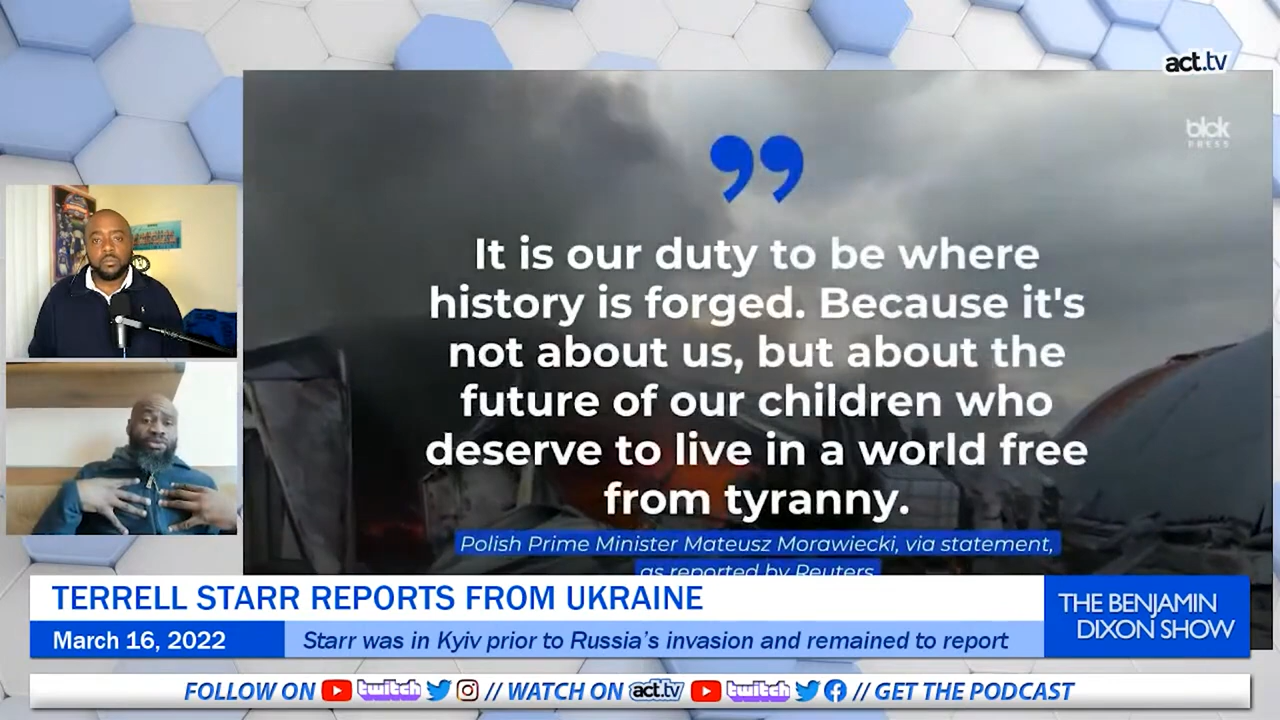 act.tv
blck
PRESS
It is our duty to be where
history is forged. Because it's
not about us, but about the
future of our children who
deserve to live in a world free
from tyranny.
Polish Prime Minister Mateusz Morawiecki, via statement,
as reported by Reuters
TERRELL STARR REPORTS FROM UKRAINE
March 16, 2022
Starr was in Kyiv prior to Russia's invasion and remained to report
THE BENJAMIN
DIXON SHOW
FOLLOW ON twitch // WATCH ON act.tv twitch // GET THE PODCAST